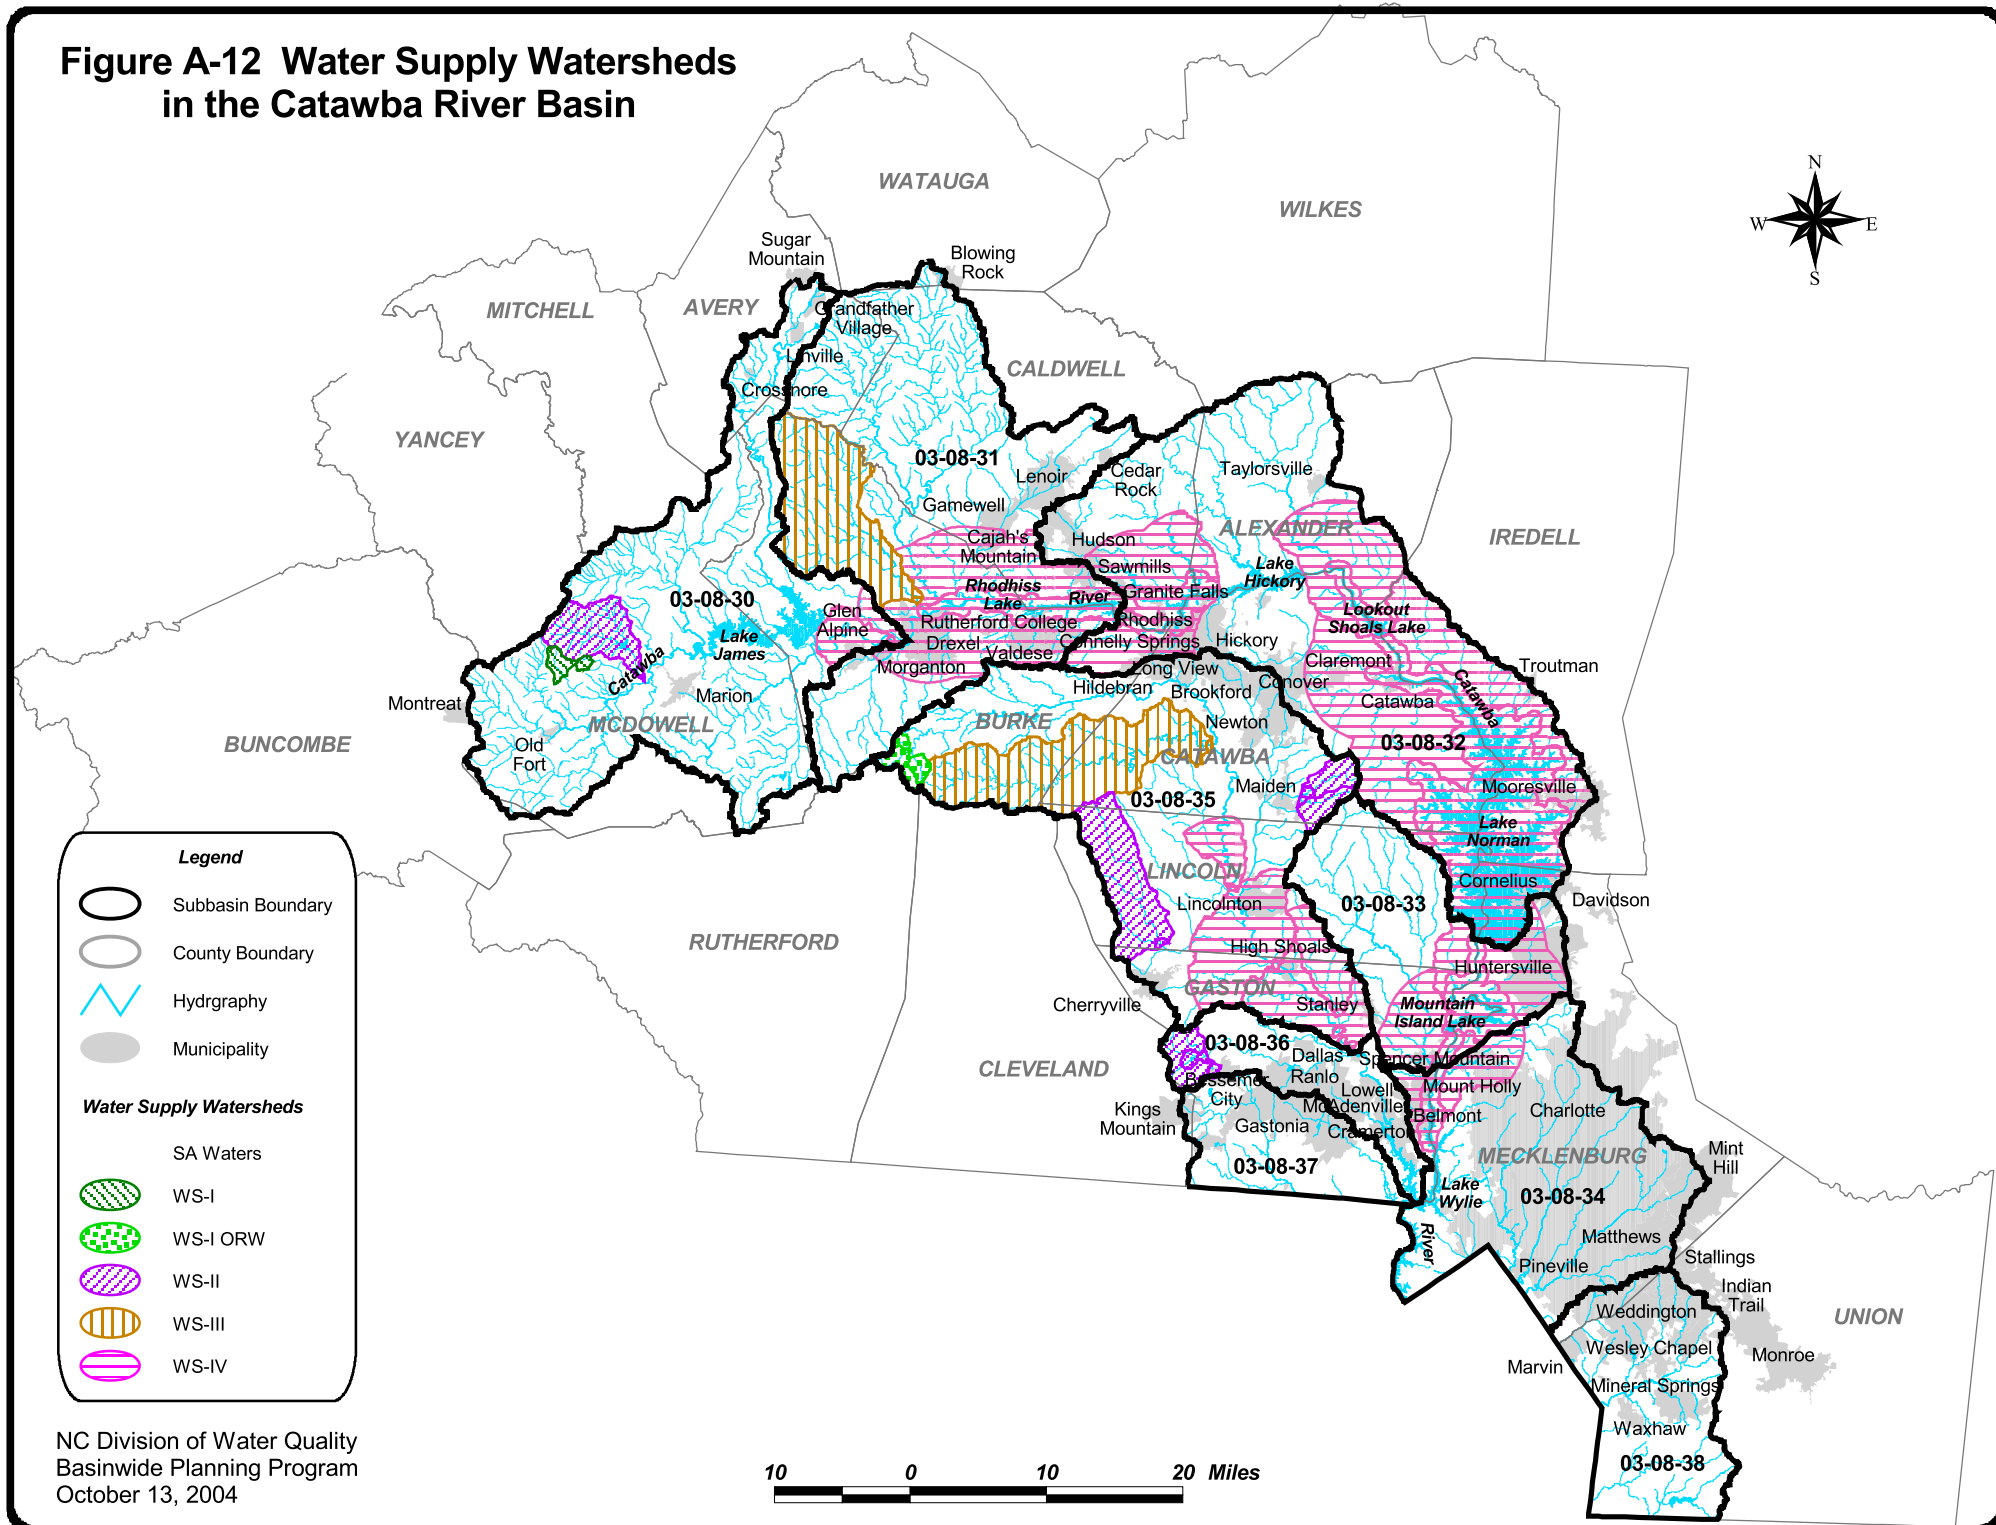 Figure A-12 Water Supply Watersheds
in the Catawba River Basin
N
W
E
S
WATAUGA
WILKES
Sugar
Mountain
Blowing
Rock
MITCHELL
AVERY
Grandfather
Village
Linville
CALDWELL
Crossnore
YANCEY
03-08-31
Lenoir
Cedar
Rock
Taylorsville
Gamewell
ALEXANDER
IREDELL
Cajah's
Mountain
Hudson
Sawmills
Lake
Hickory
03-08-30
Rhodhiss
Lake
River
Granite Falls
Glen
Alpine
Lookout
Shoals Lake
Rutherford College
Rhodhiss
Lake
James
Drexel
Valdese
Connelly Springs
Hickory
Catawba
Morganton
Long View
Claremont
Troutman
Montreat
Marion
Hildebran
Brookford
Conover
Catawba
Catawba
MCDOWELL
BURKE
Newton
BUNCOMBE
Old
Fort
CATAWBA
03-08-32
03-08-35
Maiden
Mooresville
Lake
Norman
LINCOLN
Cornelius
Lincolnton
03-08-33
Davidson
RUTHERFORD
High Shoals
Huntersville
GASTON
Cherryville
Stanley
Mountain
Island Lake
03-08-36
CLEVELAND
Dallas
Spencer Mountain
Bessemer
City
Ranlo
Lowell
Mount Holly
Kings
Mountain
McAdenville
Belmont
Charlotte
Gastonia
Cramerton
03-08-37
MECKLENBURG
Mint
Hill
Lake
Wylie
03-08-34
River
Matthews
Stallings
Pineville
Indian
Trail
Weddington
UNION
Wesley Chapel
Marvin
Monroe
Mineral Springs
Waxhaw
03-08-38
Legend
Subbasin Boundary
County Boundary
Hydrgraphy
Municipality
Water Supply Watersheds
SA Waters
WS-I
WS-I ORW
WS-II
WS-III
WS-IV
NC Division of Water Quality
Basinwide Planning Program
October 13, 2004
10 0 10 20 Miles